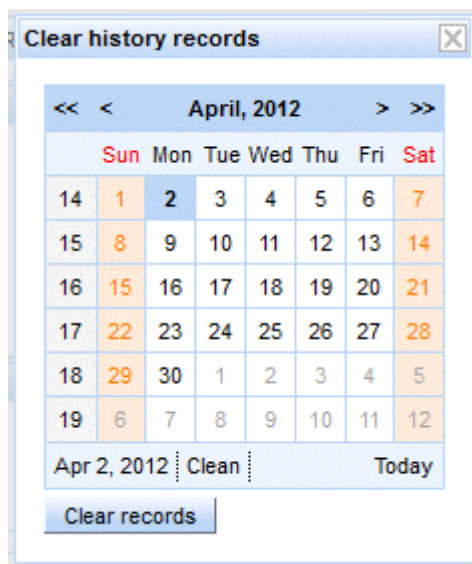 Clear history records
<< < April, 2012 > >>
Sun Mon Tue Wed Thu Fri Sat
14 1 2 3 4 5 6 7
15 8 9 10 11 12 13 14
16 15 16 17 18 19 20 21
17 22 23 24 25 26 27 28
18 29 30 1 2 3 4 5
19 6 7 8 9 10 11 12
Apr 2, 2012 Clean Today
Clear records